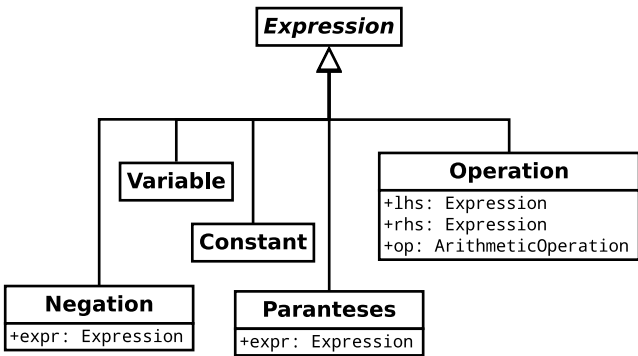 Expression
Variable
Operation
+lhs: Expression
+rhs: Expression
+op: ArithmeticOperation
Constant
Negation
+expr: Expression
Paranteses
+expr: Expression